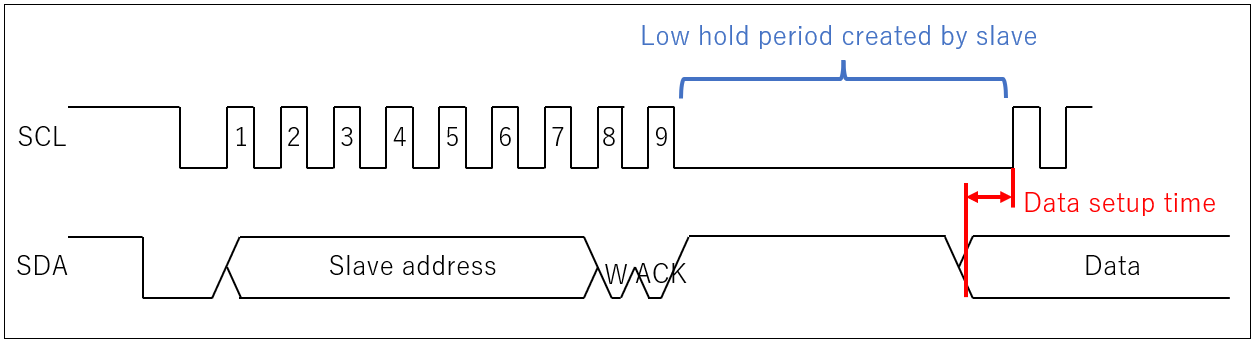 Low hold period created by slave
SCL 1 2 3 4 5 6 7 8 9
Data setup time
SDA Slave address W ACK Data